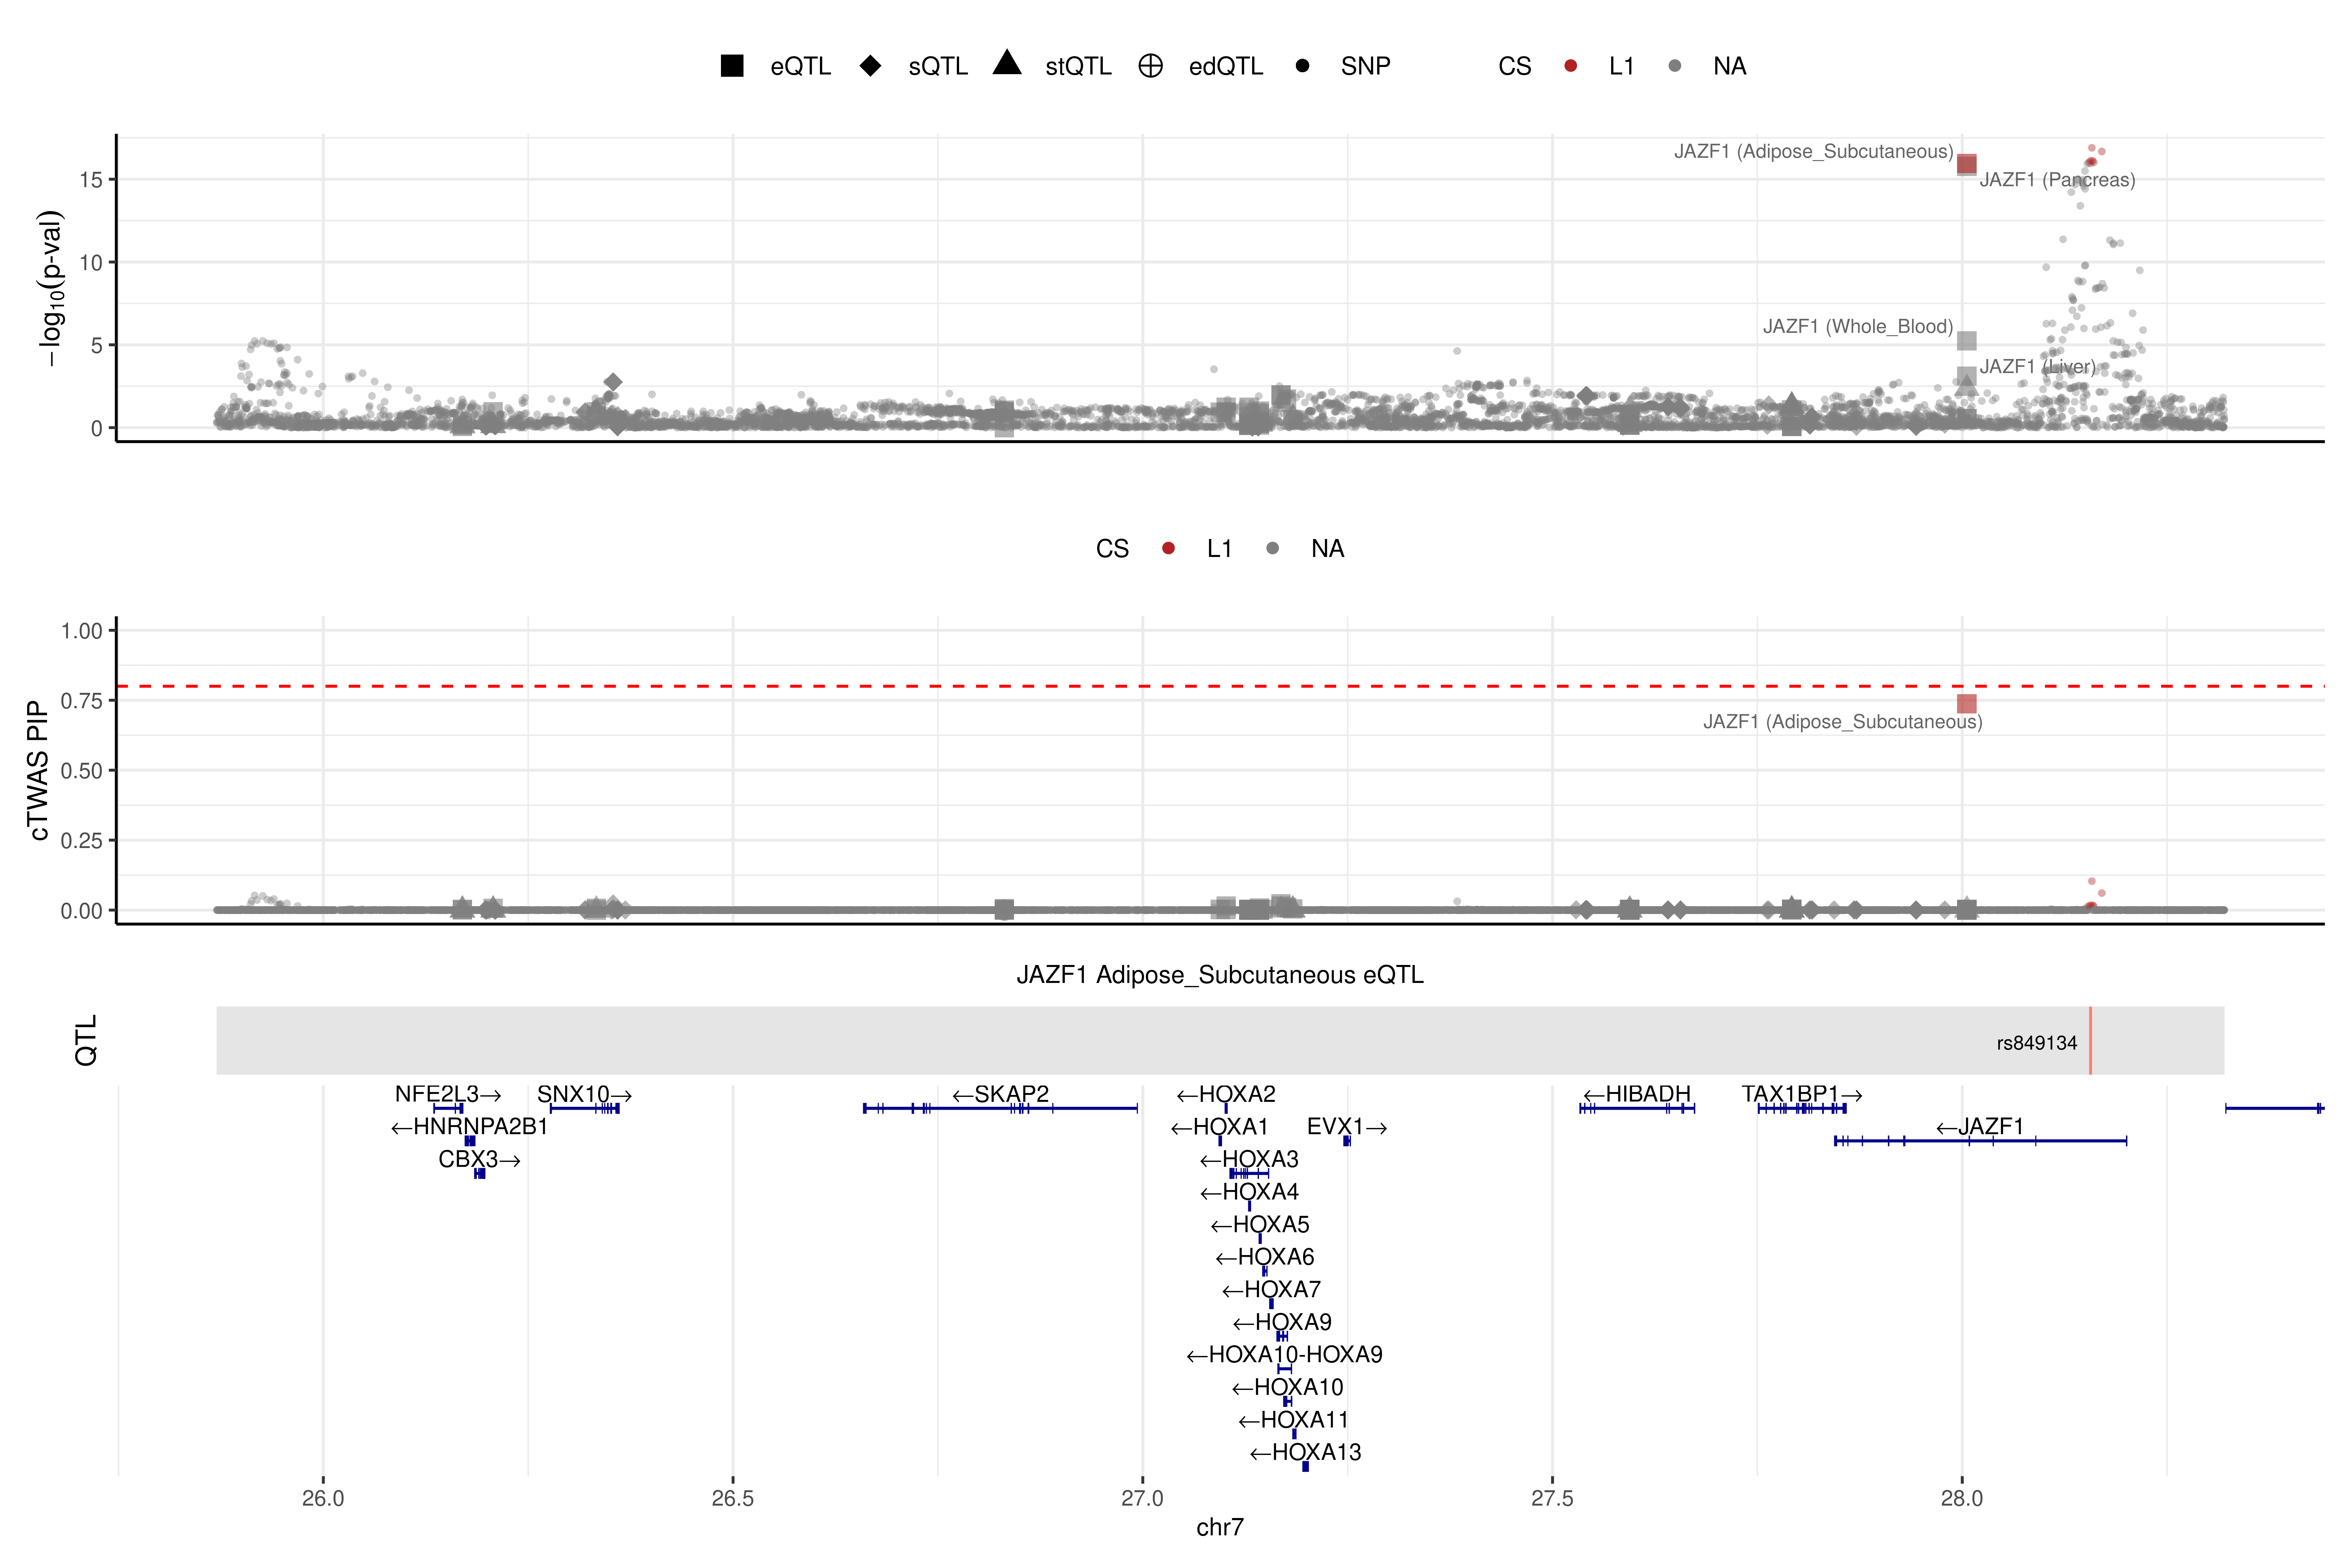 eQTL sQTL stQTL edQTL SNP CS L1 NA
−log10(p-val)
15
10
5
0
JAZF1 (Adipose_Subcutaneous)
JAZF1 (Pancreas)
JAZF1 (Whole_Blood)
JAZF1 (Liver)
CS L1 NA
cTWAS PIP
1.00
0.75
0.50
0.25
0.00
JAZF1 (Adipose_Subcutaneous)
JAZF1 Adipose_Subcutaneous eQTL
QTL
rs849134
NFE2L3→ SNX10→ ←SKAP2 ←HOXA2 ←HIBADH TAX1BP1→
←HNRNPA2B1 ←HOXA1 EVX1→ ←JAZF1
CBX3→ ←HOXA3
←HOXA4
←HOXA5
←HOXA6
←HOXA7
←HOXA9
←HOXA10-HOXA9
←HOXA10
←HOXA11
←HOXA13
26.0 26.5 27.0 27.5 28.0
chr7